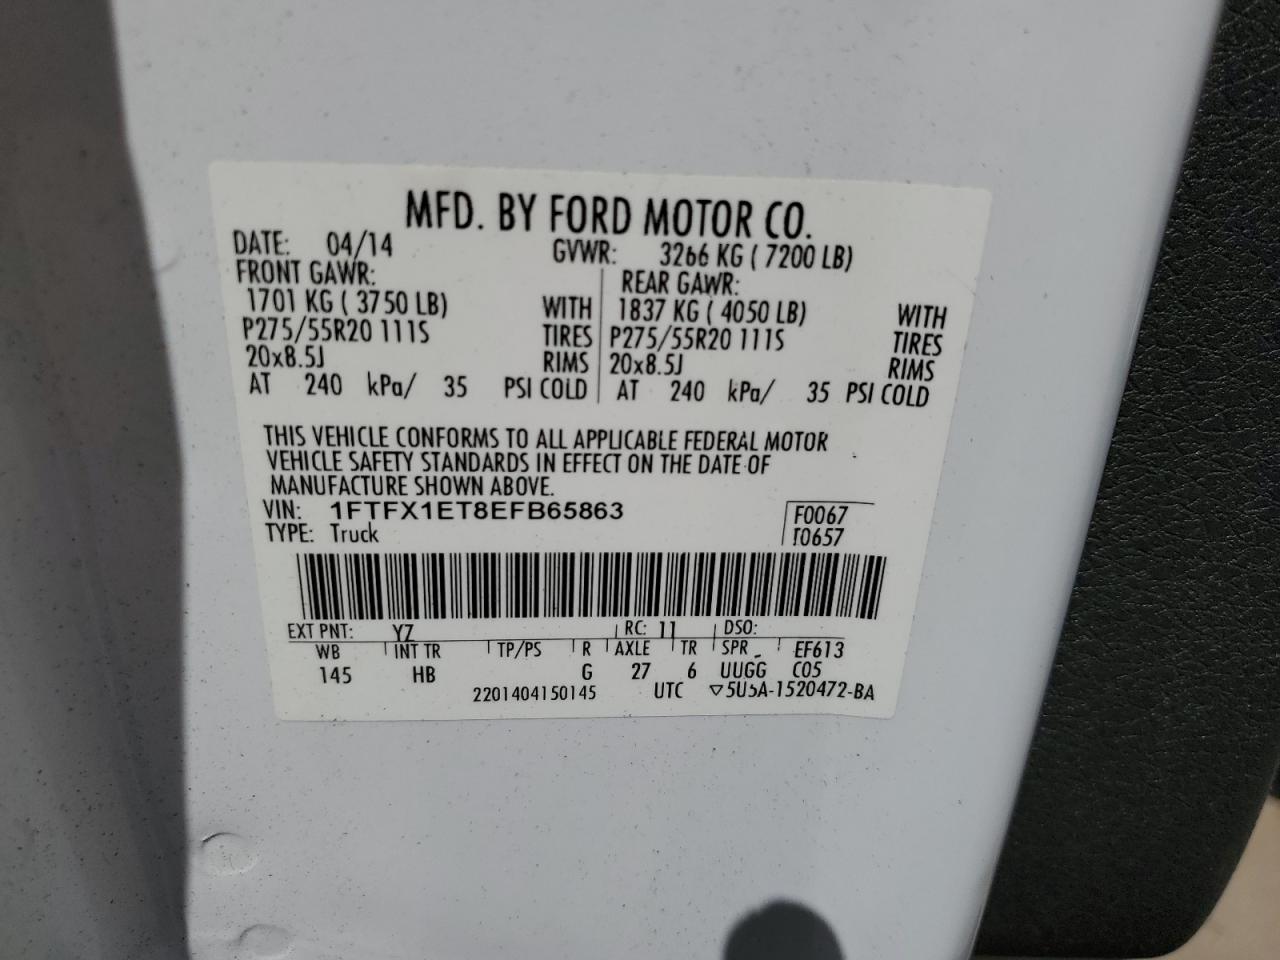 MFD. BY FORD MOTOR CO.
DATE: 04/14 GVWR: 3266 KG ( 7200 LB)
FRONT GAWR: REAR GAWR:
1701 KG ( 3750 LB) WITH 1837 KG ( 4050 LB) WITH
P275/55R20 111S TIRES P275/55R20 111S TIRES
20x8.5J RIMS 20x8.5J RIMS
AT 240 kPa/ 35 PSI COLD AT 240 kPa/ 35 PSI COLD
THIS VEHICLE CONFORMS TO ALL APPLICABLE FEDERAL MOTOR
VEHICLE SAFETY STANDARDS IN EFFECT ON THE DATE OF
MANUFACTURE SHOWN ABOVE.
VIN: 1FTFX1ET8EFB65863 F0067
TYPE: Truck T0657
EXT PNT: YZ RC: 11 DSO:
WB INT TR TP/PS R AXLE TR SPR EF613
145 HB G 27 6 UUGG C05
2201404150145 UTC ▽5U5A-1520472-BA